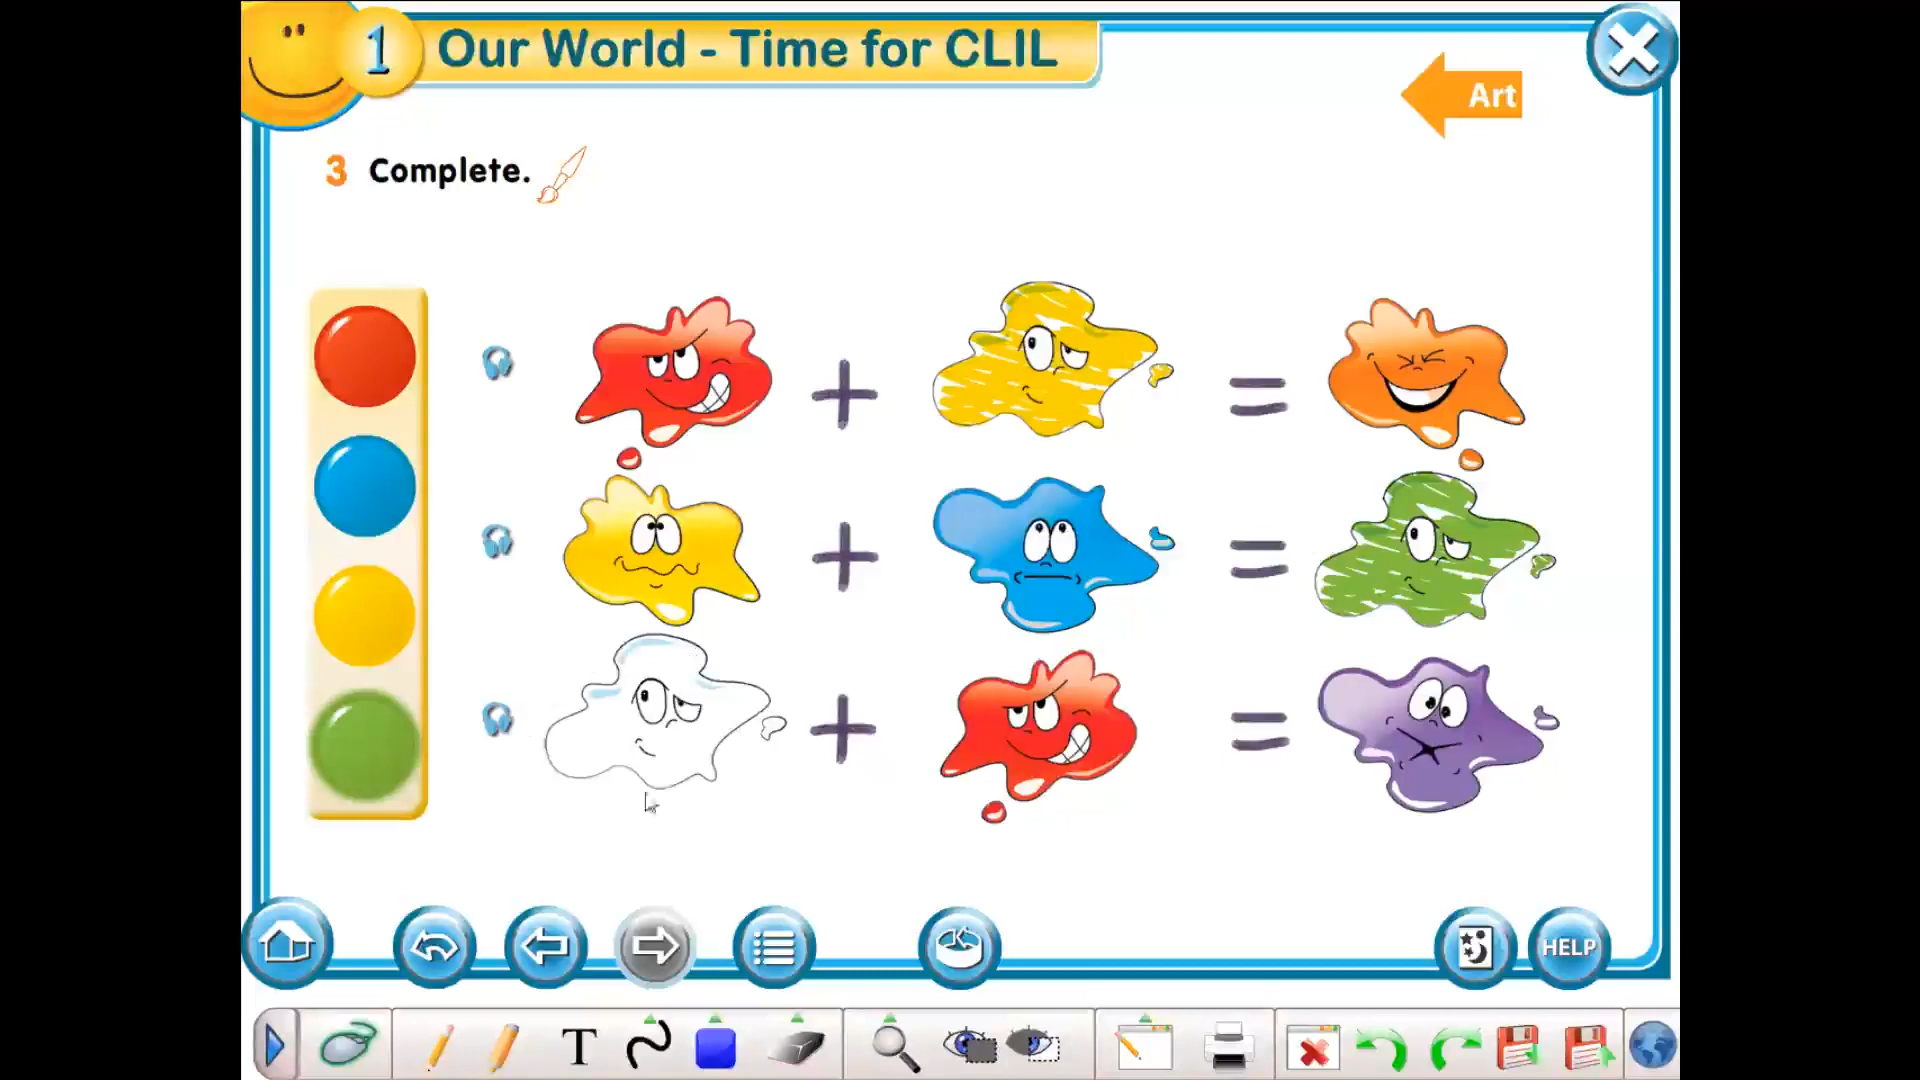 1 Our World - Time for CLIL
Art
3 Complete.
+ =
+ =
+ =
HELP
T